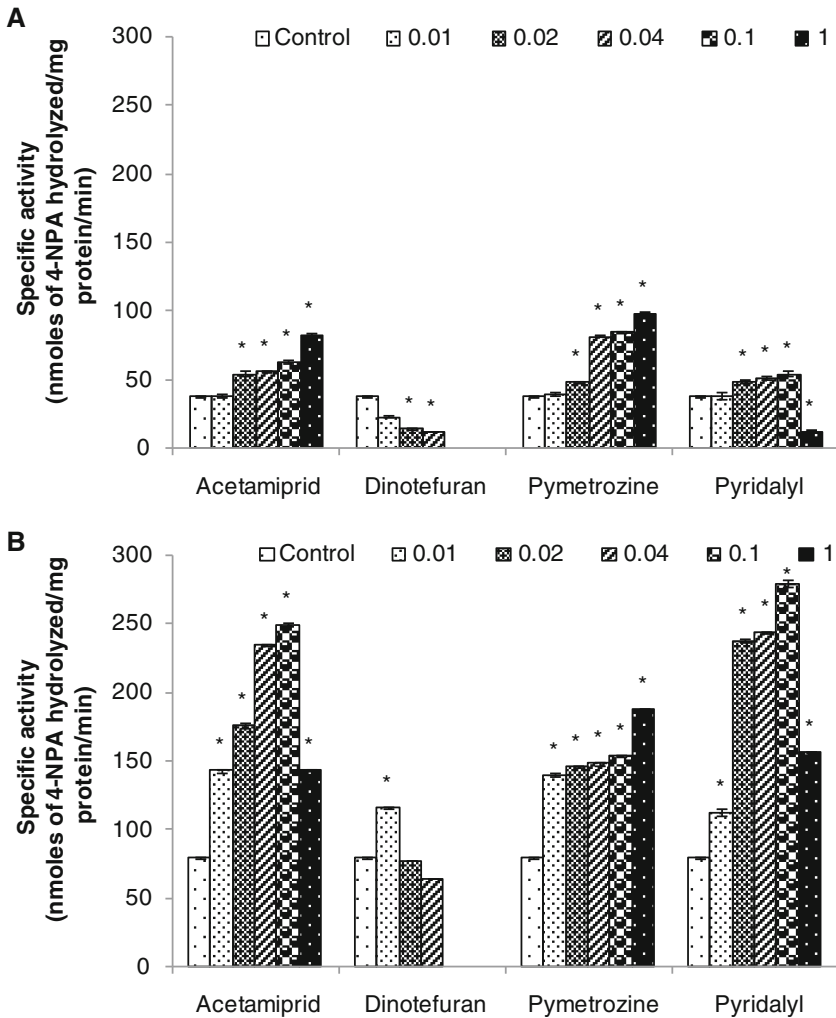 A
Control 0.01 0.02 0.04 0.1 1
Specific activity
(nmoles of 4-NPA hydrolyzed/mg
protein/min)
300
250
200
150
100
50
0
* * * *
* *
* * * *
* * * *
Acetamiprid Dinotefuran Pymetrozine Pyridalyl
B
Control 0.01 0.02 0.04 0.1 1
Specific activity
(nmoles of 4-NPA hydrolyzed/mg
protein/min)
300
250
200
150
100
50
0
* * * * *
*
* * * * *
* * * * *
Acetamiprid Dinotefuran Pymetrozine Pyridalyl